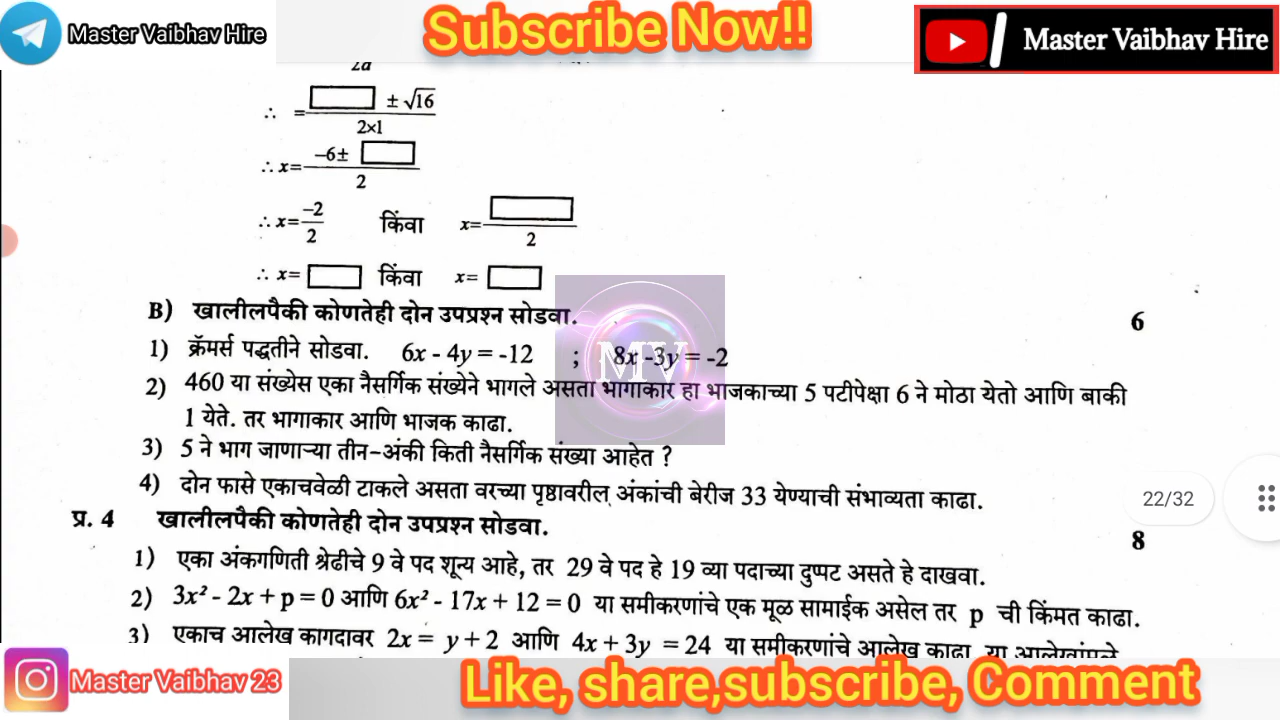 Master Vaibhav Hire
Subscribe Now!!
Master Vaibhav Hire
2a
∴ = □ ± √16 / 2×1
∴ x= -6± □ / 2
∴ x= -2/2 किंवा x= □ / 2
∴ x= □ किंवा x= □
B) खालीलपैकी कोणतेही दोन उपप्रश्न सोडवा. 6
1) क्रॅमर्स पद्धतीने सोडवा. 6x - 4y = -12 ; 8x -3y = -2
2) 460 या संख्येस एका नैसर्गिक संख्येने भागले असता भागाकार हा भाजकाच्या 5 पटीपेक्षा 6 ने मोठा येतो आणि बाकी
1 येते. तर भागाकार आणि भाजक काढा.
3) 5 ने भाग जाणाऱ्या तीन-अंकी किती नैसर्गिक संख्या आहेत ?
4) दोन फासे एकाचवेळी टाकले असता वरच्या पृष्ठावरील अंकांची बेरीज 33 येण्याची संभाव्यता काढा.
प्र. 4 खालीलपैकी कोणतेही दोन उपप्रश्न सोडवा. 8
1) एका अंकगणिती श्रेढीचे 9 वे पद शून्य आहे, तर 29 वे पद हे 19 व्या पदाच्या दुप्पट असते हे दाखवा.
2) 3x² - 2x + p = 0 आणि 6x² - 17x + 12 = 0 या समीकरणांचे एक मूळ सामाईक असेल तर p ची किंमत काढा.
3) एकाच आलेख कागदावर 2x = y + 2 आणि 4x + 3y = 24 या समीकरणांचे आलेख काढा. या
MV
22/32
Master Vaibhav 23
Like, share,subscribe, Comment